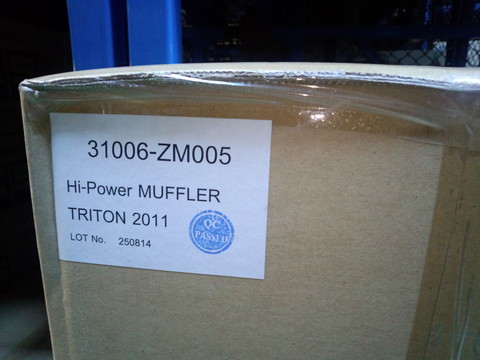 31006-ZM005
Hi-Power MUFFLER
TRITON 2011
LOT No. 250814
QC
PASSED